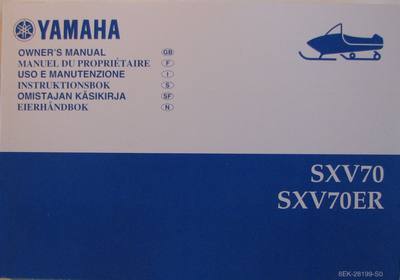 YAMAHA
OWNER'S MANUAL GB
MANUEL DU PROPRIÉTAIRE F
USO E MANUTENZIONE I
INSTRUKTIONSBOK S
OMISTAJAN KÄSIKIRJA SF
EIERHÅNDBOK N
SXV70
SXV70ER
8EK-28199-S0